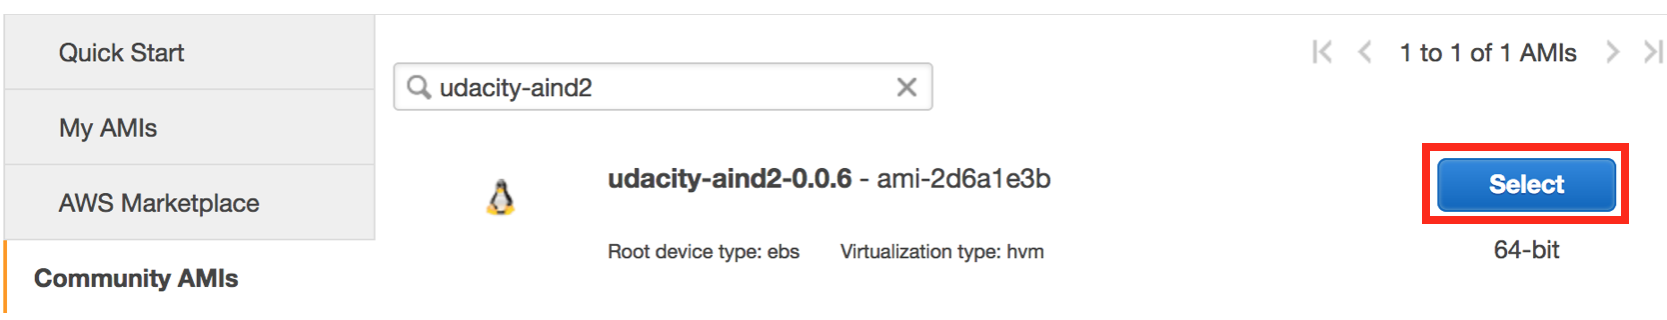 Quick Start
My AMIs
AWS Marketplace
Community AMIs
udacity-aind2
1 to 1 of 1 AMIs
udacity-aind2-0.0.6 - ami-2d6a1e3b
Select
Root device type: ebs Virtualization type: hvm
64-bit